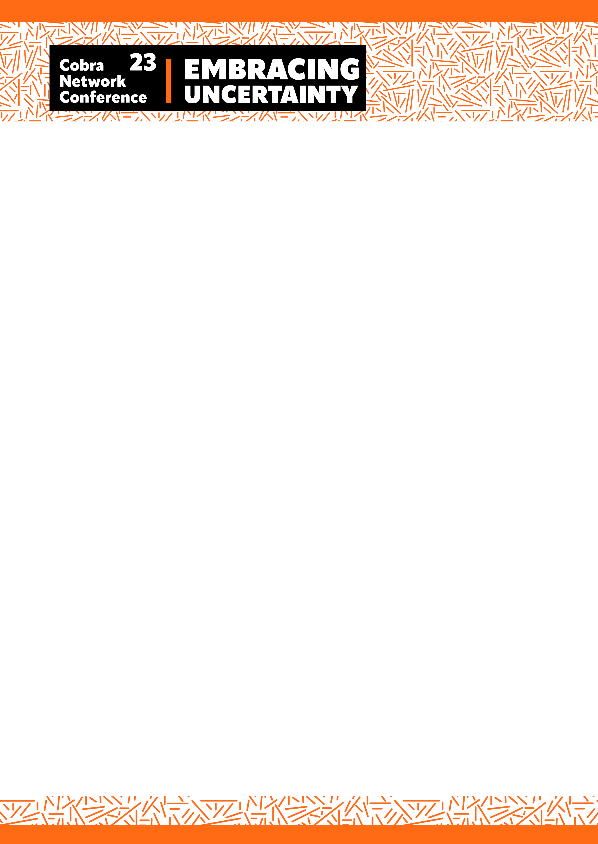 Cobra 23
Network
Conference
EMBRACING
UNCERTAINTY